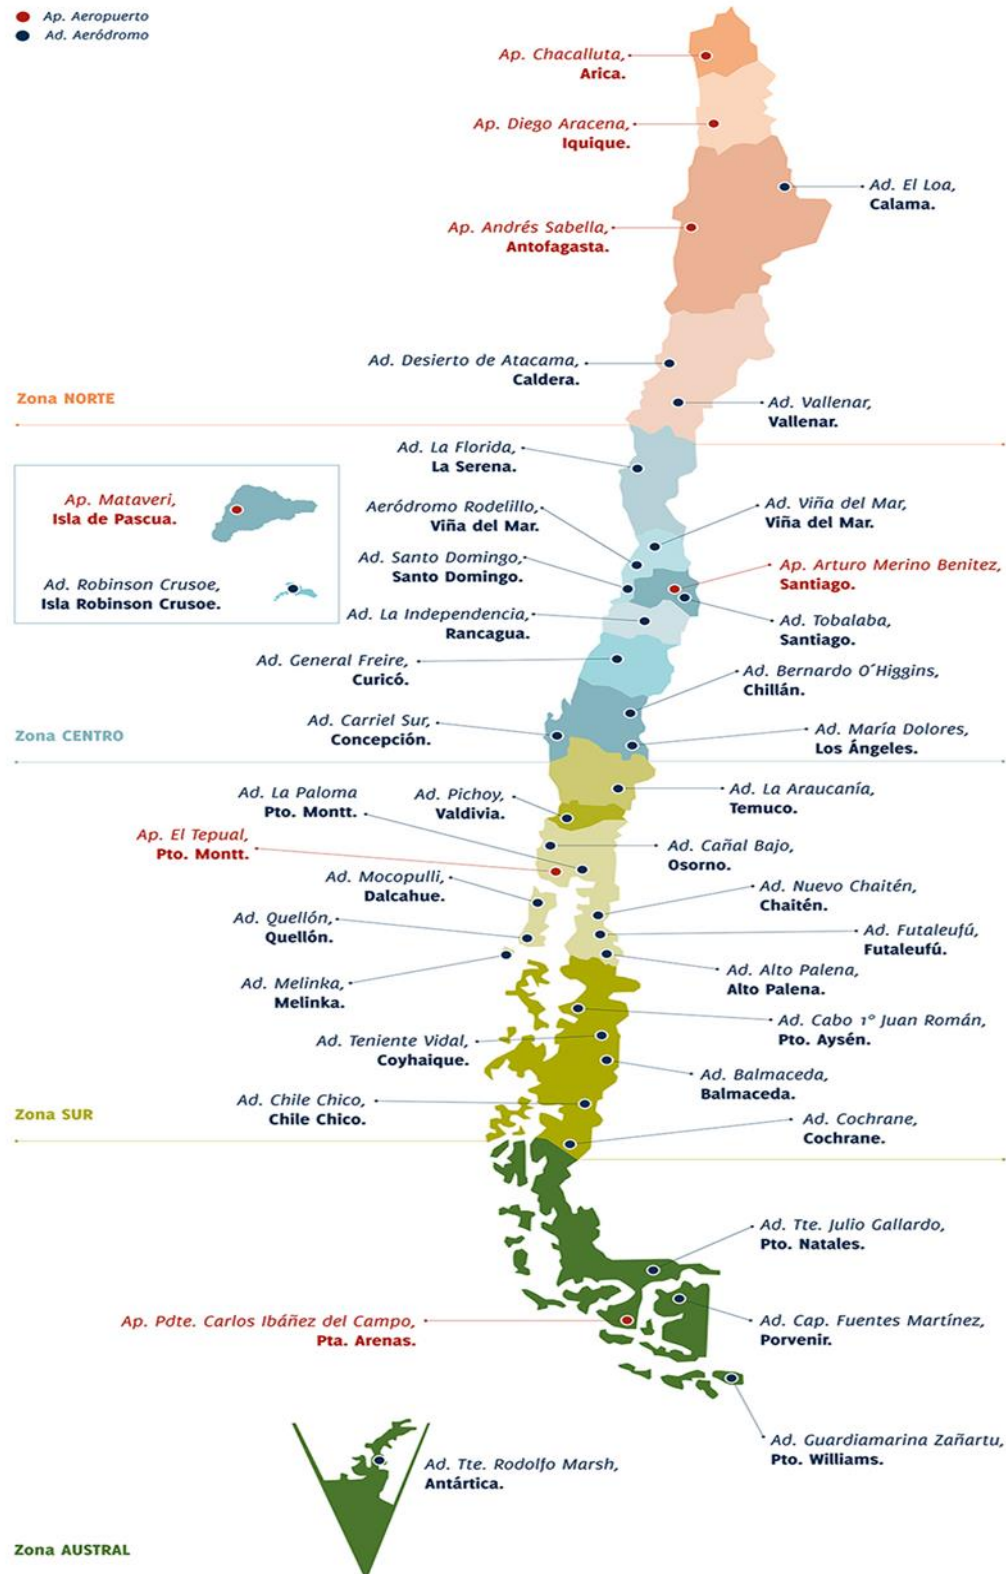 Ap. Aeropuerto
Ad. Aeródromo
Ap. Chacalluta,
Arica.
Ap. Diego Aracena,
Iquique.
Ad. El Loa,
Calama.
Ap. Andrés Sabella,
Antofagasta.
Ad. Desierto de Atacama,
Caldera.
Zona NORTE
Ad. Vallenar,
Vallenar.
Ad. La Florida,
La Serena.
Ap. Mataveri,
Isla de Pascua.
Ad. Robinson Crusoe,
Isla Robinson Crusoe.
Aeródromo Rodelillo,
Viña del Mar.
Ad. Viña del Mar,
Viña del Mar.
Ad. Santo Domingo,
Santo Domingo.
Ap. Arturo Merino Benitez,
Santiago.
Ad. La Independencia,
Rancagua.
Ad. Tobalaba,
Santiago.
Ad. General Freire,
Curicó.
Ad. Bernardo O´Higgins,
Chillán.
Ad. Carriel Sur,
Concepción.
Ad. María Dolores,
Los Ángeles.
Zona CENTRO
Ad. La Paloma
Pto. Montt.
Ad. Pichoy,
Valdivia.
Ad. La Araucanía,
Temuco.
Ap. El Tepual,
Pto. Montt.
Ad. Cañal Bajo,
Osorno.
Ad. Mocopulli,
Dalcahue.
Ad. Nuevo Chaitén,
Chaitén.
Ad. Quellón,
Quellón.
Ad. Futaleufú,
Futaleufú.
Ad. Melinka,
Melinka.
Ad. Alto Palena,
Alto Palena.
Ad. Cabo 1° Juan Román,
Pto. Aysén.
Ad. Teniente Vidal,
Coyhaique.
Ad. Balmaceda,
Balmaceda.
Ad. Chile Chico,
Chile Chico.
Zona SUR
Ad. Cochrane,
Cochrane.
Ad. Tte. Julio Gallardo,
Pto. Natales.
Ap. Pdte. Carlos Ibáñez del Campo,
Pta. Arenas.
Ad. Cap. Fuentes Martínez,
Porvenir.
Ad. Guardiamarina Zañartu,
Pto. Williams.
Ad. Tte. Rodolfo Marsh,
Antártica.
Zona AUSTRAL